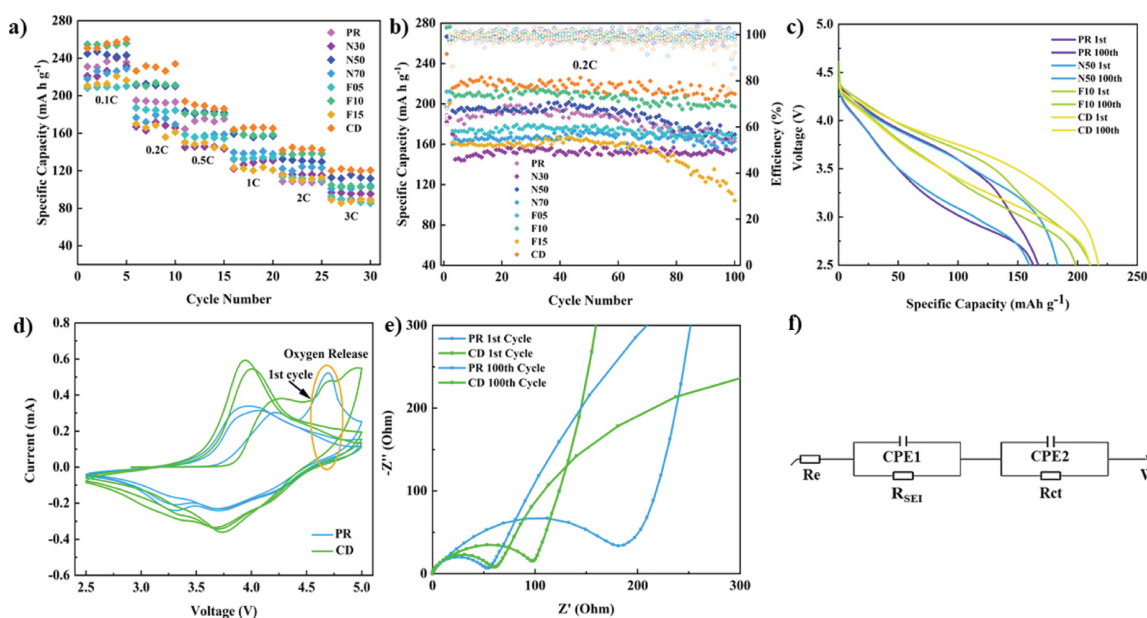 a)
Specific Capacity (mA h g-1)
280
240
200
160
120
80
40
0 5 10 15 20 25 30
Cycle Number
0.1C
0.2C
0.5C
1C
2C
3C
PR
N30
N50
N70
F05
F10
F15
CD
b)
Specific Capacity (mA h g-1)
280
240
200
160
120
80
40
0 20 40 60 80 100
Cycle Number
0.2C
PR
N30
N50
N70
F05
F10
F15
CD
100
80
60
40
20
0
Efficiency (%)
c)
Voltage (V)
5.0
4.5
4.0
3.5
3.0
2.5
0 50 100 150 200 250
Specific Capacity (mAh g-1)
PR 1st
PR 100th
N50 1st
N50 100th
F10 1st
F10 100th
CD 1st
CD 100th
d)
Current (mA)
0.8
0.6
0.4
0.2
0.0
-0.2
-0.4
-0.6
2.5 3.0 3.5 4.0 4.5 5.0
Voltage (V)
Oxygen Release
1st cycle
PR
CD
e)
-Z'' (Ohm)
300
200
100
0
0 100 200 300
Z' (Ohm)
PR 1st Cycle
CD 1st Cycle
PR 100th Cycle
CD 100th Cycle
f)
Re
CPE1
RSEI
CPE2
Rct